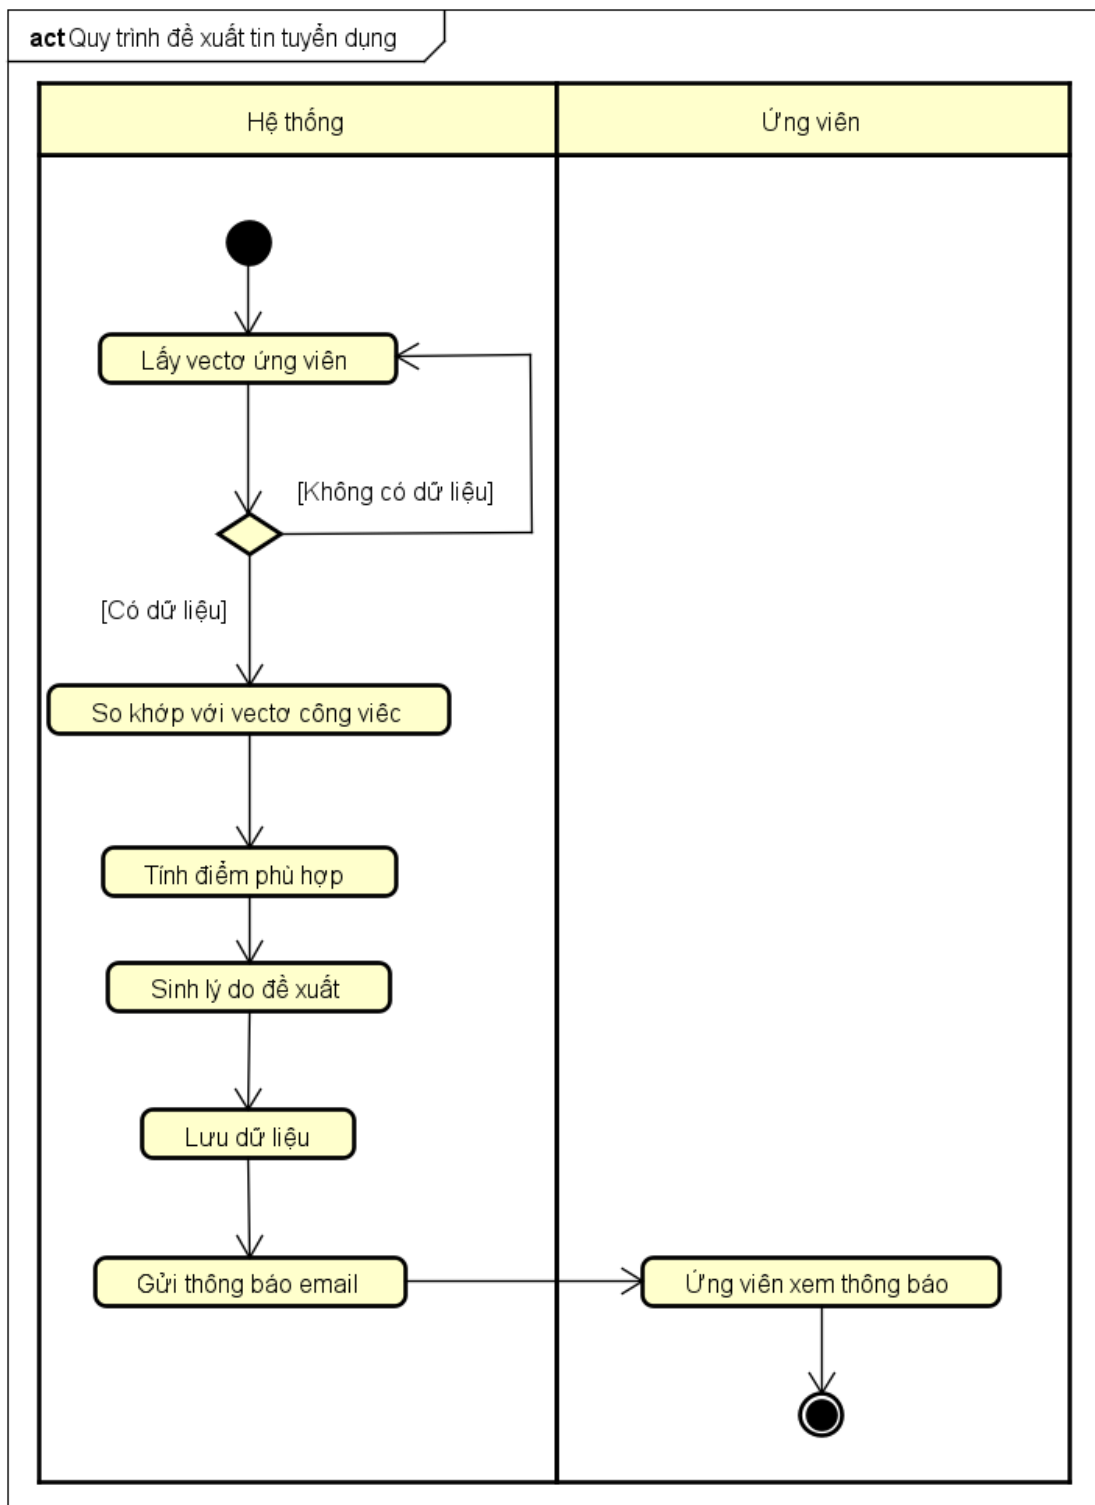 act Quy trình đề xuất tin tuyển dụng
Hệ thống
Ứng viên
Lấy vectơ ứng viên
[Không có dữ liệu]
[Có dữ liệu]
So khớp với vectơ công viêc
Tính điểm phù hợp
Sinh lý do đề xuất
Lưu dữ liệu
Gửi thông báo email
Ứng viên xem thông báo